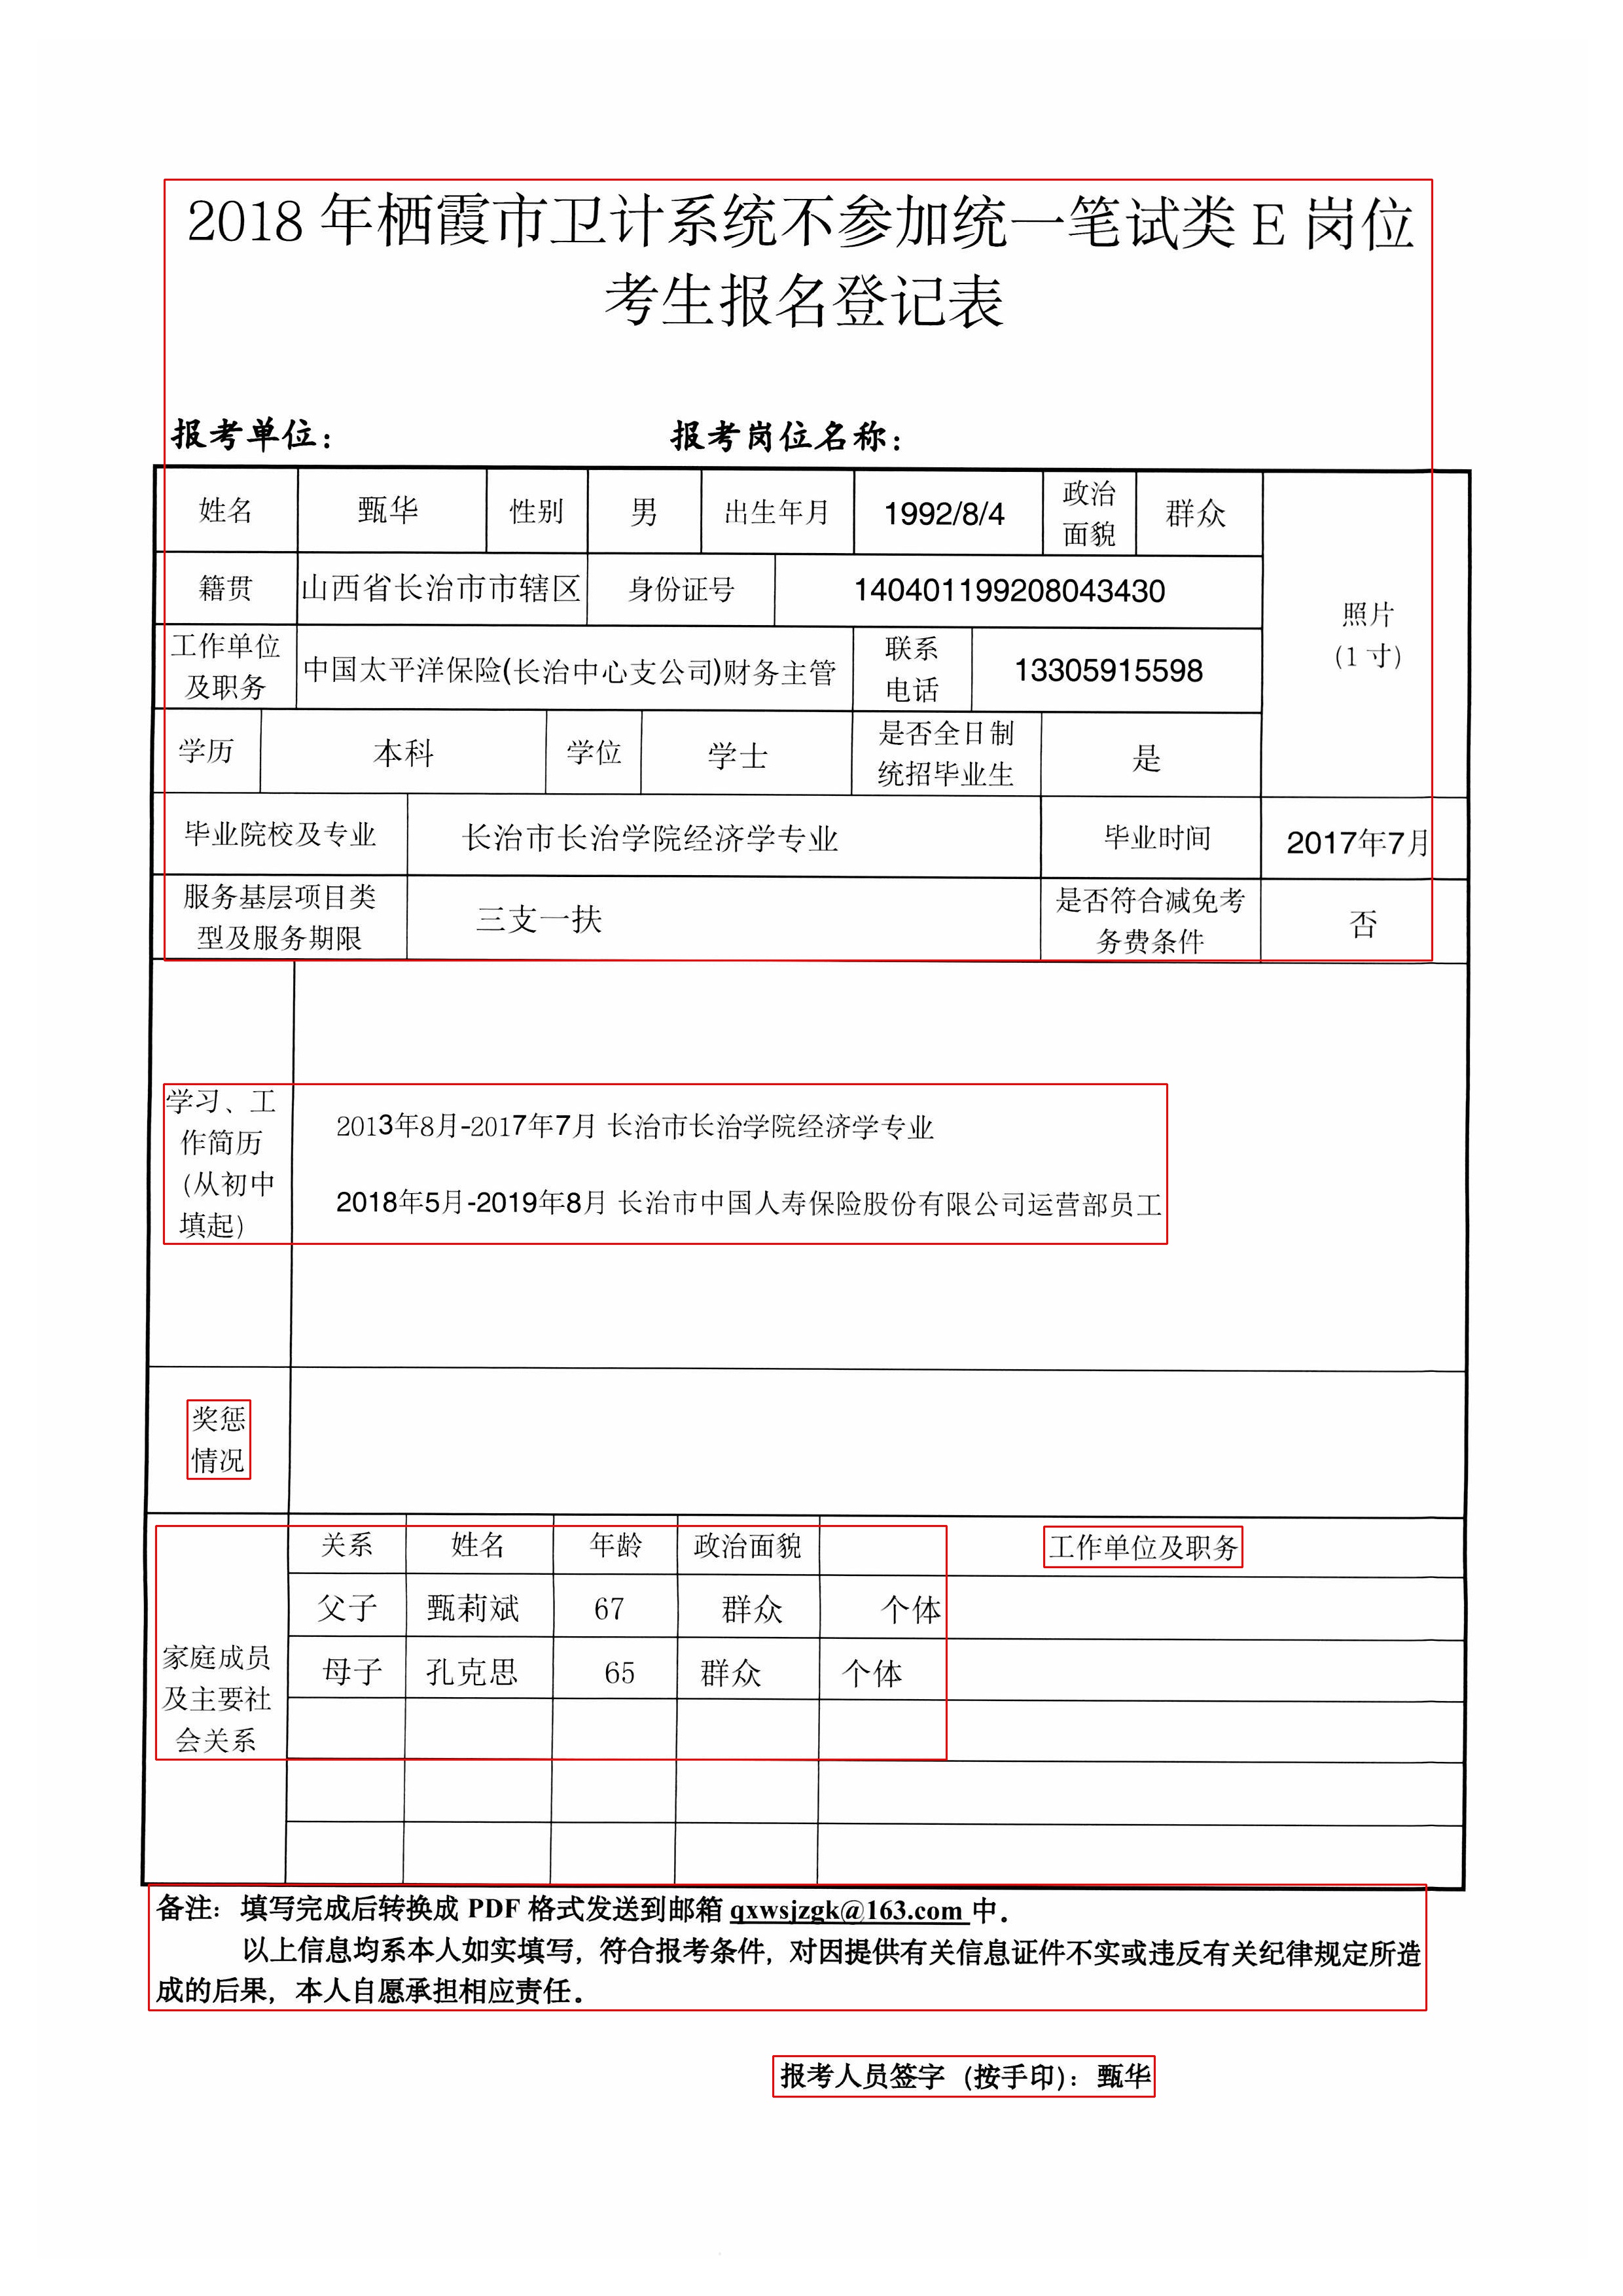 2018 年栖霞市卫计系统不参加统一笔试类 E 岗位
考生报名登记表
报考单位： 报考岗位名称：
姓名 甄华 性别 男 出生年月 1992/8/4 政治面貌 群众
籍贯 山西省长治市市辖区 身份证号 140401199208043430
照片
（1 寸）
工作单位及职务 中国太平洋保险(长治中心支公司)财务主管 联系电话 13305915598
学历 本科 学位 学士 是否全日制统招毕业生 是
毕业院校及专业 长治市长治学院经济学专业 毕业时间 2017年7月
服务基层项目类型及服务期限 三支一扶 是否符合减免考务费条件 否
学习、工
作简历
（从初中
填起）
2013年8月-2017年7月 长治市长治学院经济学专业
2018年5月-2019年8月 长治市中国人寿保险股份有限公司运营部员工
奖惩
情况
家庭成员
及主要社
会关系
关系 姓名 年龄 政治面貌 工作单位及职务
父子 甄莉斌 67 群众 个体
母子 孔克思 65 群众 个体
备注：填写完成后转换成 PDF 格式发送到邮箱 qxwsjzgk@163.com 中。
以上信息均系本人如实填写，符合报考条件，对因提供有关信息证件不实或违反有关纪律规定所造
成的后果，本人自愿承担相应责任。
报考人员签字（按手印）：甄华